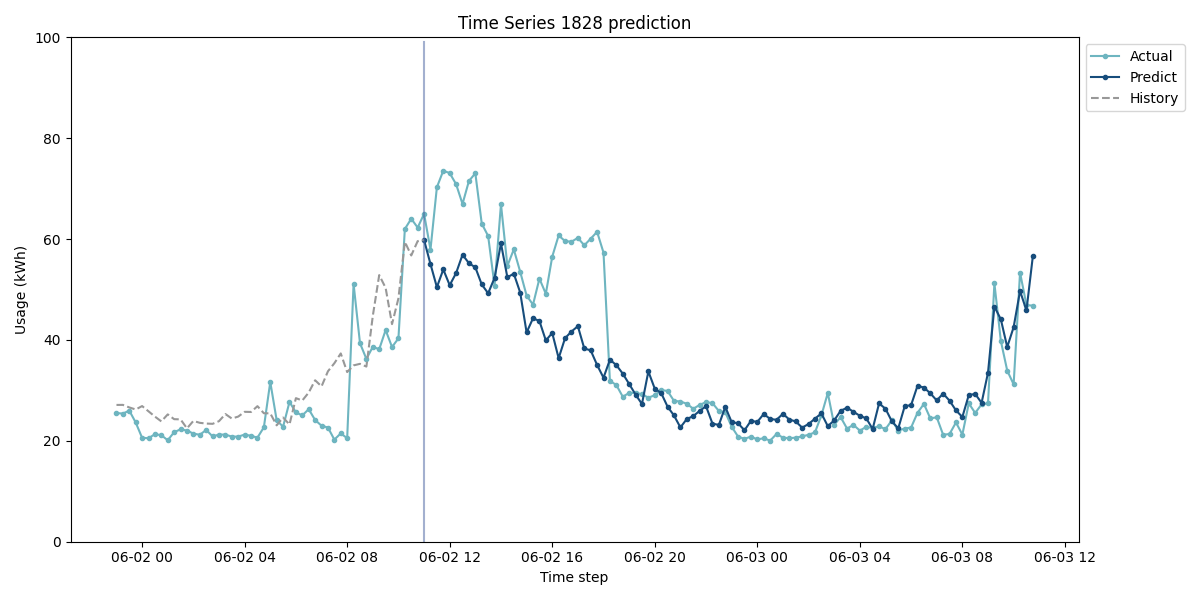 Time Series 1828 prediction
100
80
60
40
20
0
Usage (kWh)
06-02 00
06-02 04
06-02 08
06-02 12
06-02 16
06-02 20
06-03 00
06-03 04
06-03 08
06-03 12
Time step
Actual
Predict
History